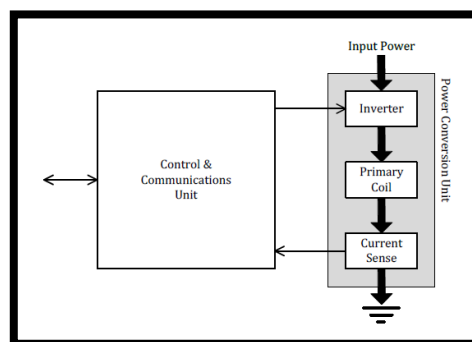 Input Power
Inverter
Control &
Communications
Unit
Primary
Coil
Current
Sense
Power Conversion Unit